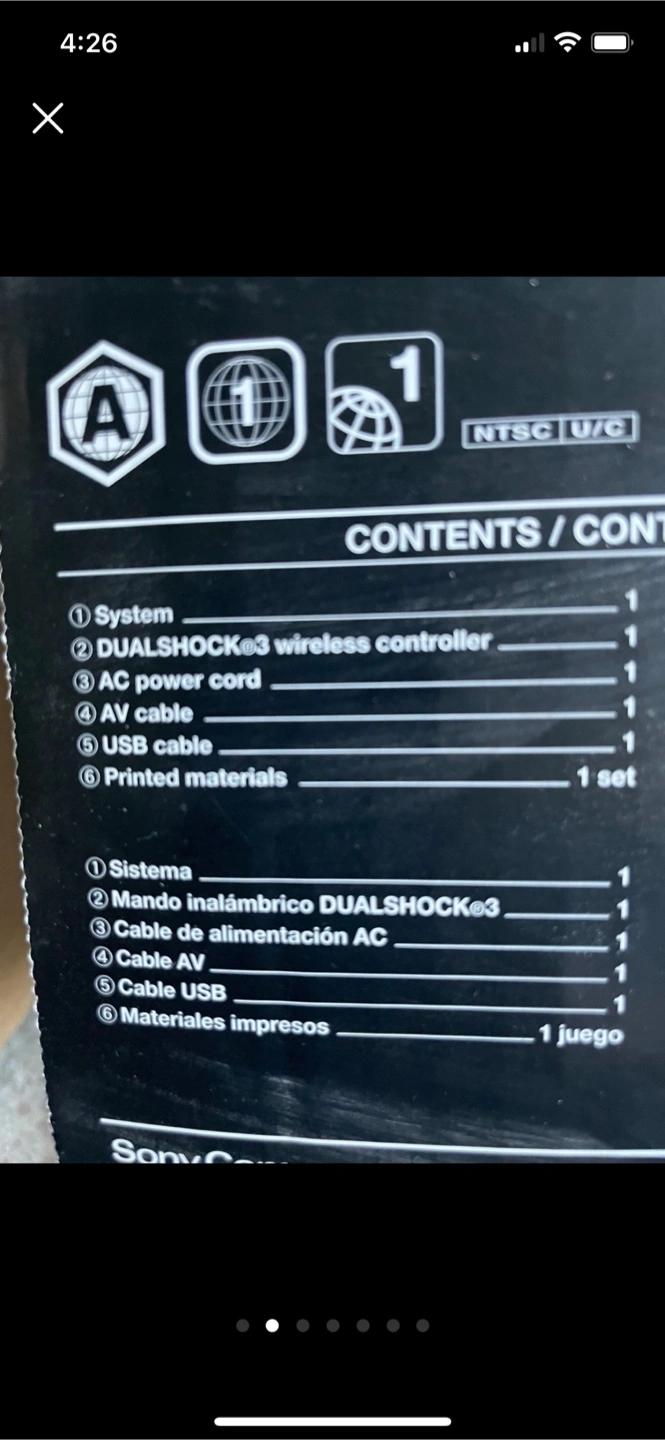 4:26
A
1
1
NTSC U/C
CONTENTS / CONT
① System 1
② DUALSHOCK®3 wireless controller 1
③ AC power cord 1
④ AV cable 1
⑤ USB cable 1
⑥ Printed materials 1 set
① Sistema 1
② Mando inalámbrico DUALSHOCK®3 1
③ Cable de alimentación AC 1
④ Cable AV 1
⑤ Cable USB 1
⑥ Materiales impresos 1 juego
Sony